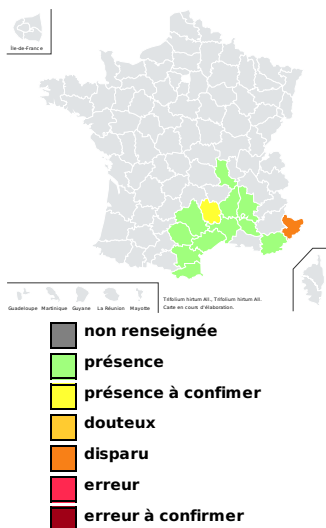 Île-de-France
Guadeloupe Martinique Guyane La Réunion Mayotte
Trifolium hirtum All., Trifolium hirtum All.
Carte en cours d'élaboration.
non renseignée
présence
présence à confimer
douteux
disparu
erreur
erreur à confirmer